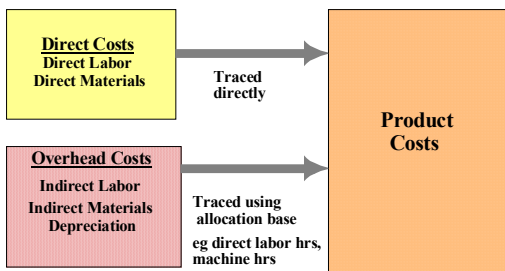 Direct Costs
Direct Labor
Direct Materials
Traced
directly
Product
Costs
Overhead Costs
Indirect Labor
Indirect Materials
Depreciation
Traced using
allocation base
eg direct labor hrs,
machine hrs